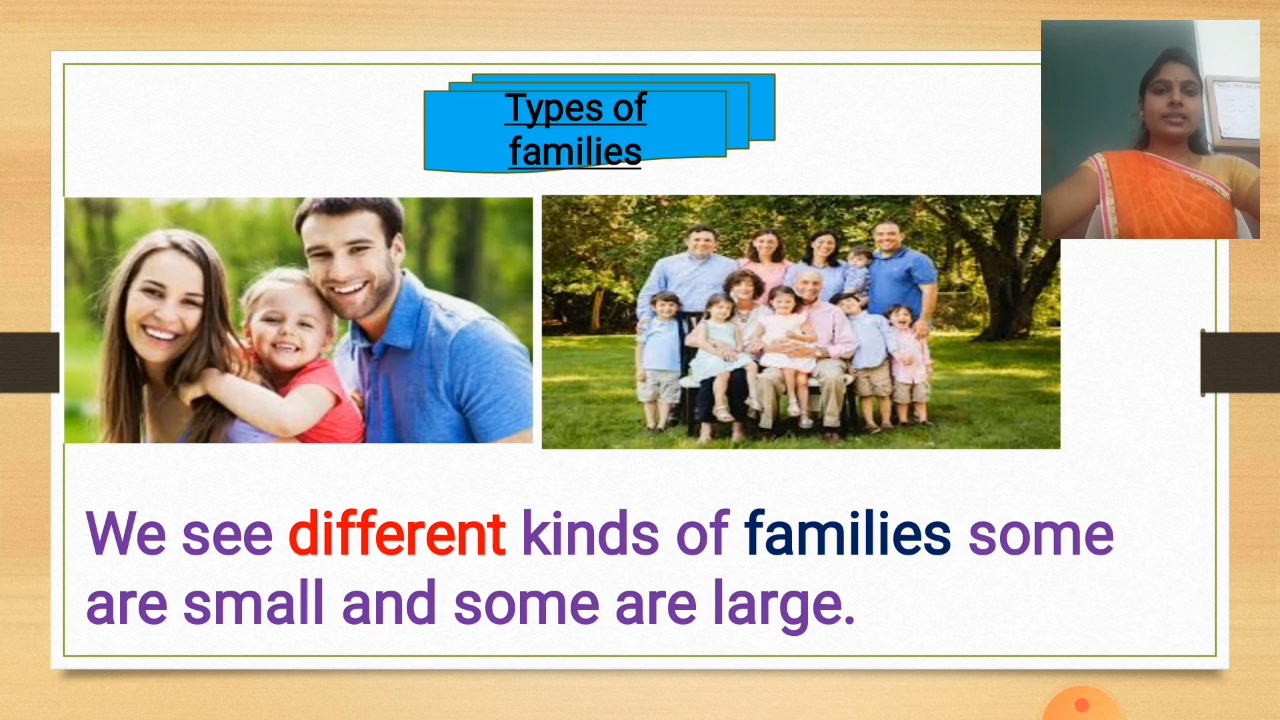 Types of
families
We see different kinds of families some
are small and some are large.